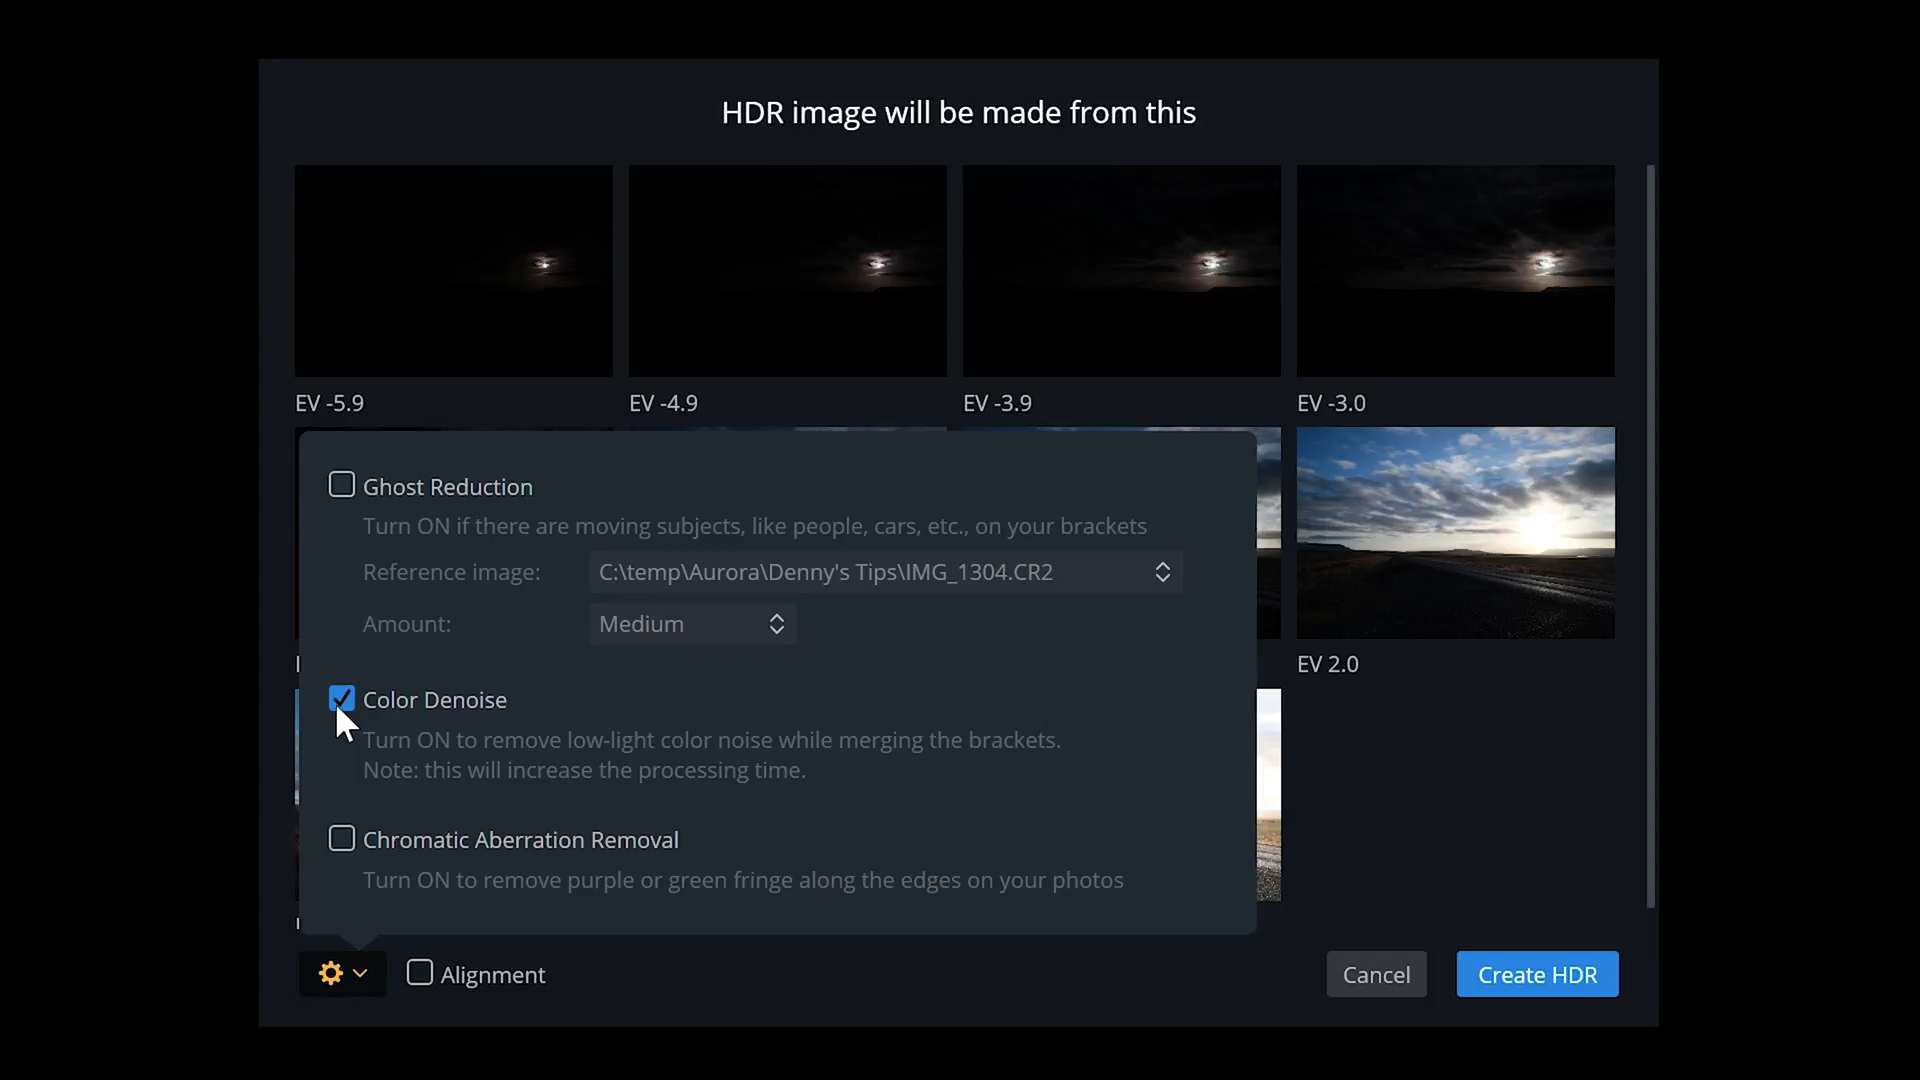 HDR image will be made from this
EV -5.9
EV -4.9
EV -3.9
EV -3.0
Ghost Reduction
Turn ON if there are moving subjects, like people, cars, etc., on your brackets
Reference image: C:\temp\Aurora\Denny's Tips\IMG_1304.CR2
Amount: Medium
EV 2.0
Color Denoise
Turn ON to remove low-light color noise while merging the brackets.
Note: this will increase the processing time.
Chromatic Aberration Removal
Turn ON to remove purple or green fringe along the edges on your photos
Alignment
Cancel
Create HDR